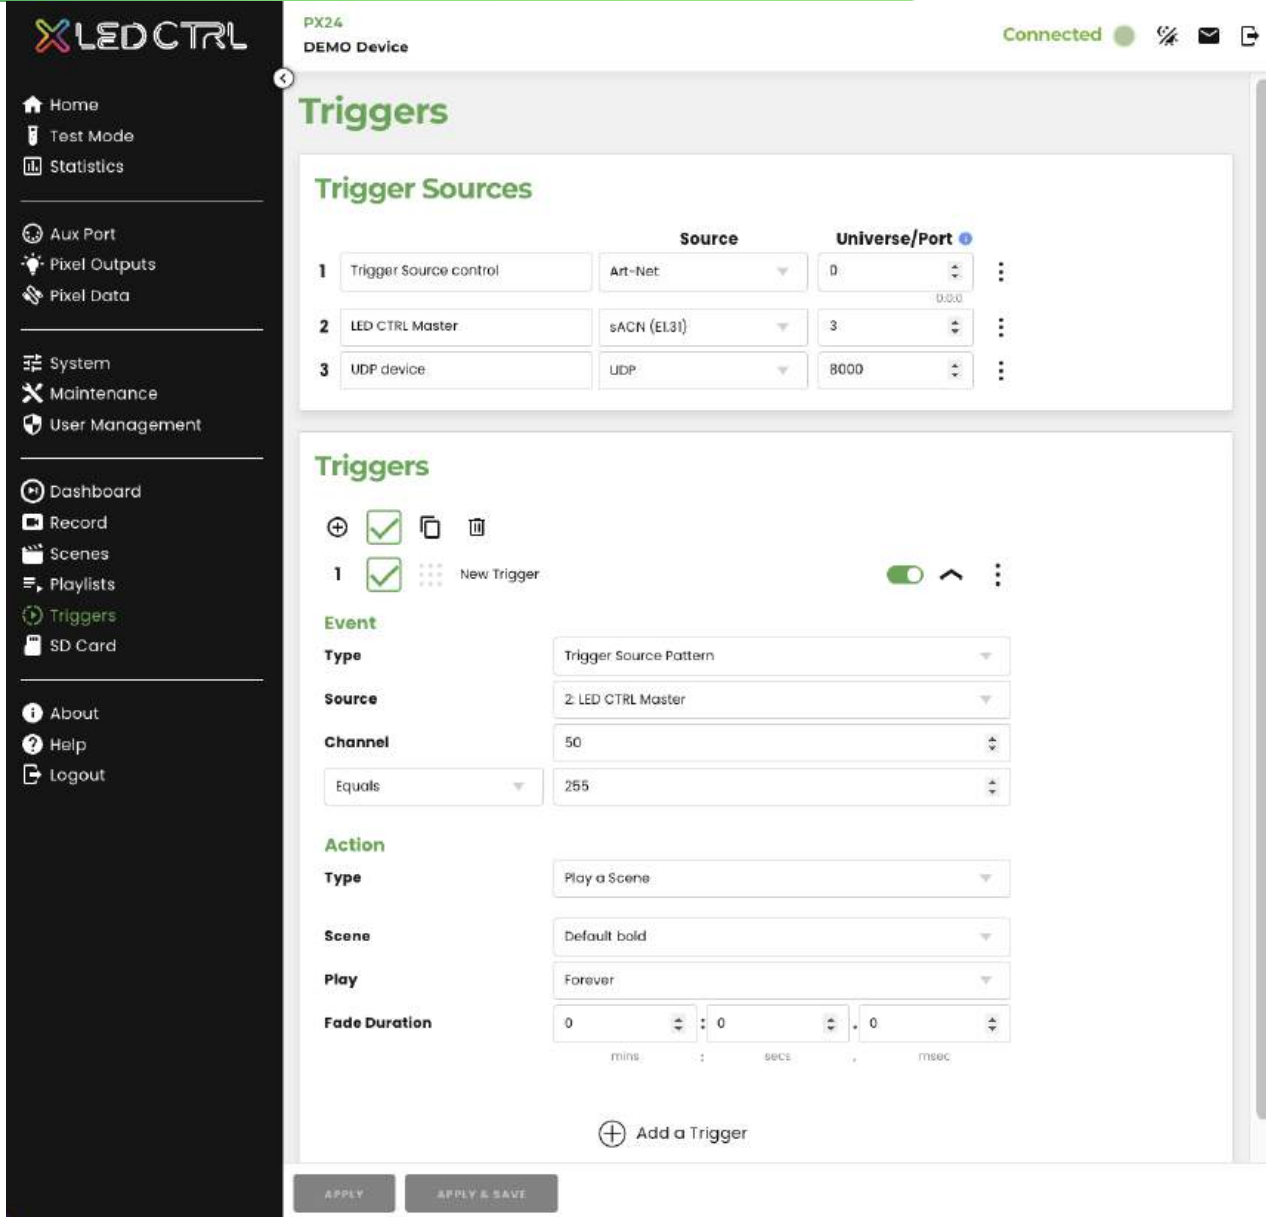 LED CTRL
PX24
DEMO Device
Connected
Home
Test Mode
Statistics
Aux Port
Pixel Outputs
Pixel Data
System
Maintenance
User Management
Dashboard
Record
Scenes
Playlists
Triggers
SD Card
About
Help
Logout
Triggers
Trigger Sources
Source Universe/Port
1 Trigger Source control Art-Net 0
0:0:0
2 LED CTRL Master sACN (E1.31) 3
3 UDP device UDP 8000
Triggers
1 New Trigger
Event
Type Trigger Source Pattern
Source 2: LED CTRL Master
Channel 50
Equals 255
Action
Type Play a Scene
Scene Default bold
Play Forever
Fade Duration 0 : 0 . 0
mins : secs . msec
Add a Trigger
APPLY APPLY & SAVE